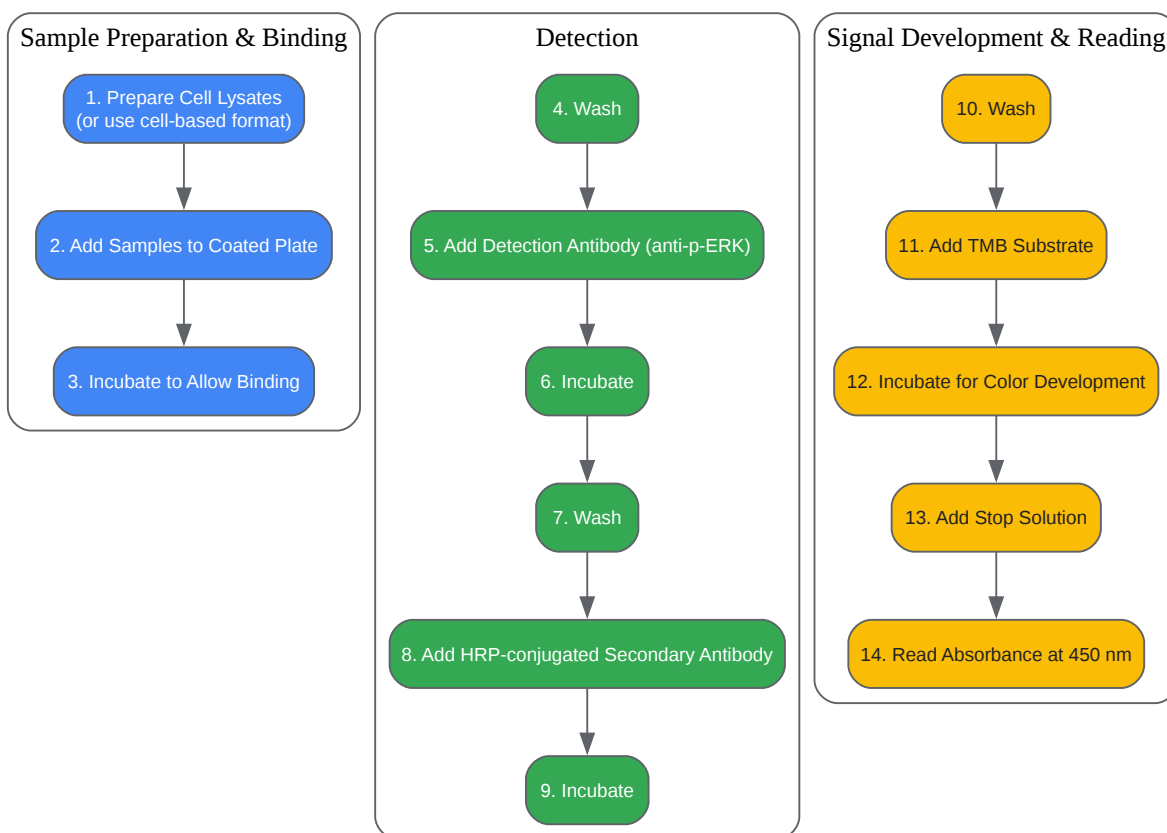 Sample Preparation & Binding
1. Prepare Cell Lysates
(or use cell-based format)
2. Add Samples to Coated Plate
3. Incubate to Allow Binding
Detection
4. Wash
5. Add Detection Antibody (anti-p-ERK)
6. Incubate
7. Wash
8. Add HRP-conjugated Secondary Antibody
9. Incubate
Signal Development & Reading
10. Wash
11. Add TMB Substrate
12. Incubate for Color Development
13. Add Stop Solution
14. Read Absorbance at 450 nm